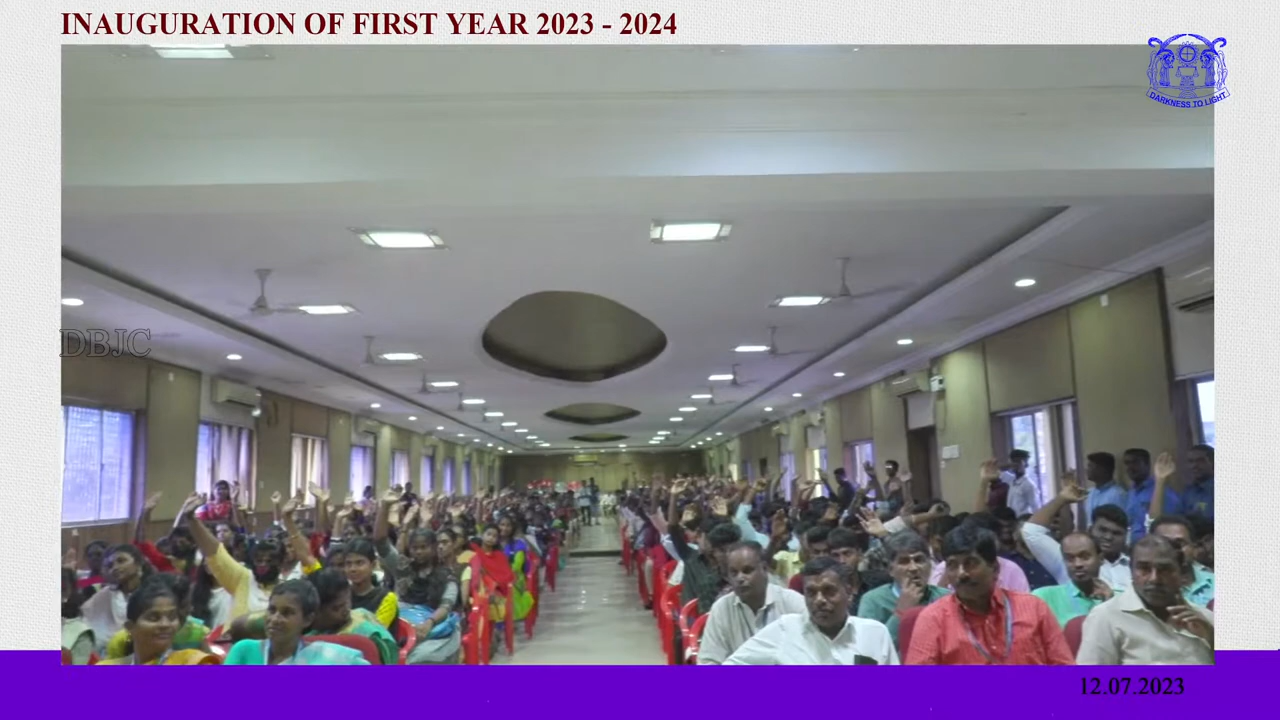 INAUGURATION OF FIRST YEAR 2023 - 2024
DARKNESS TO LIGHT
DBJC
12.07.2023